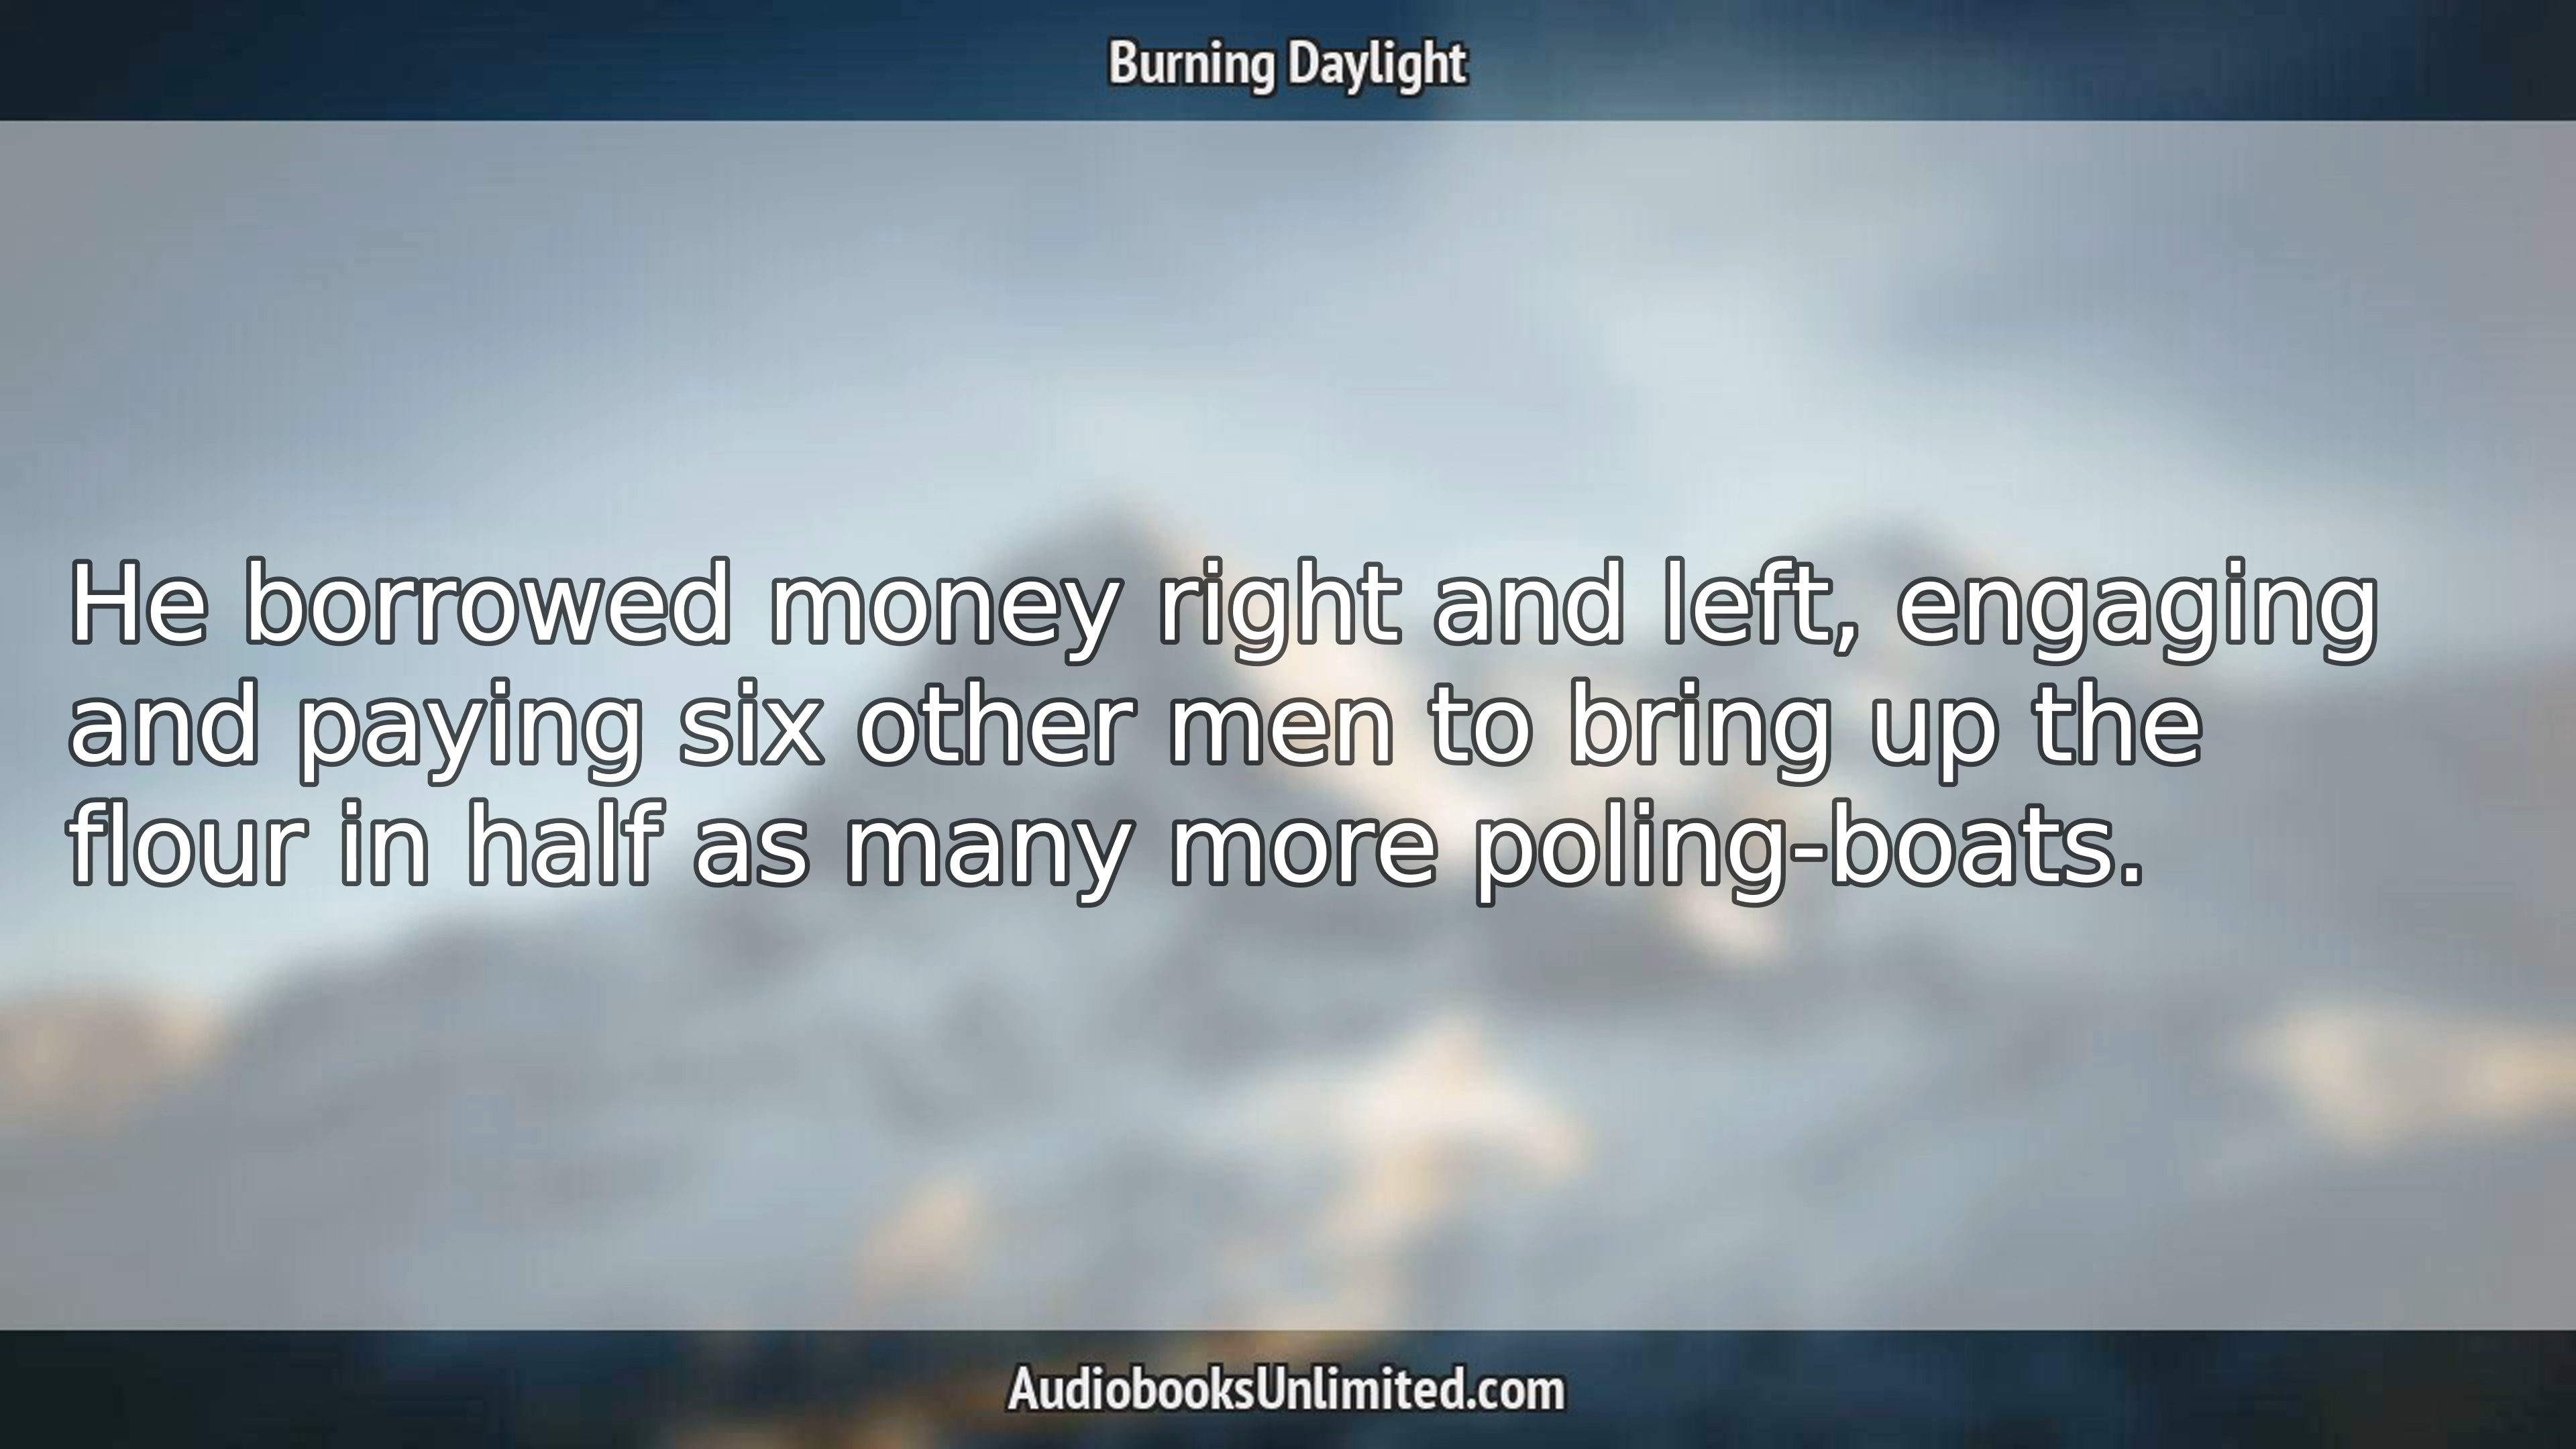 Burning Daylight
He borrowed money right and left, engaging
and paying six other men to bring up the
flour in half as many more poling-boats.
AudiobooksUnlimited.com